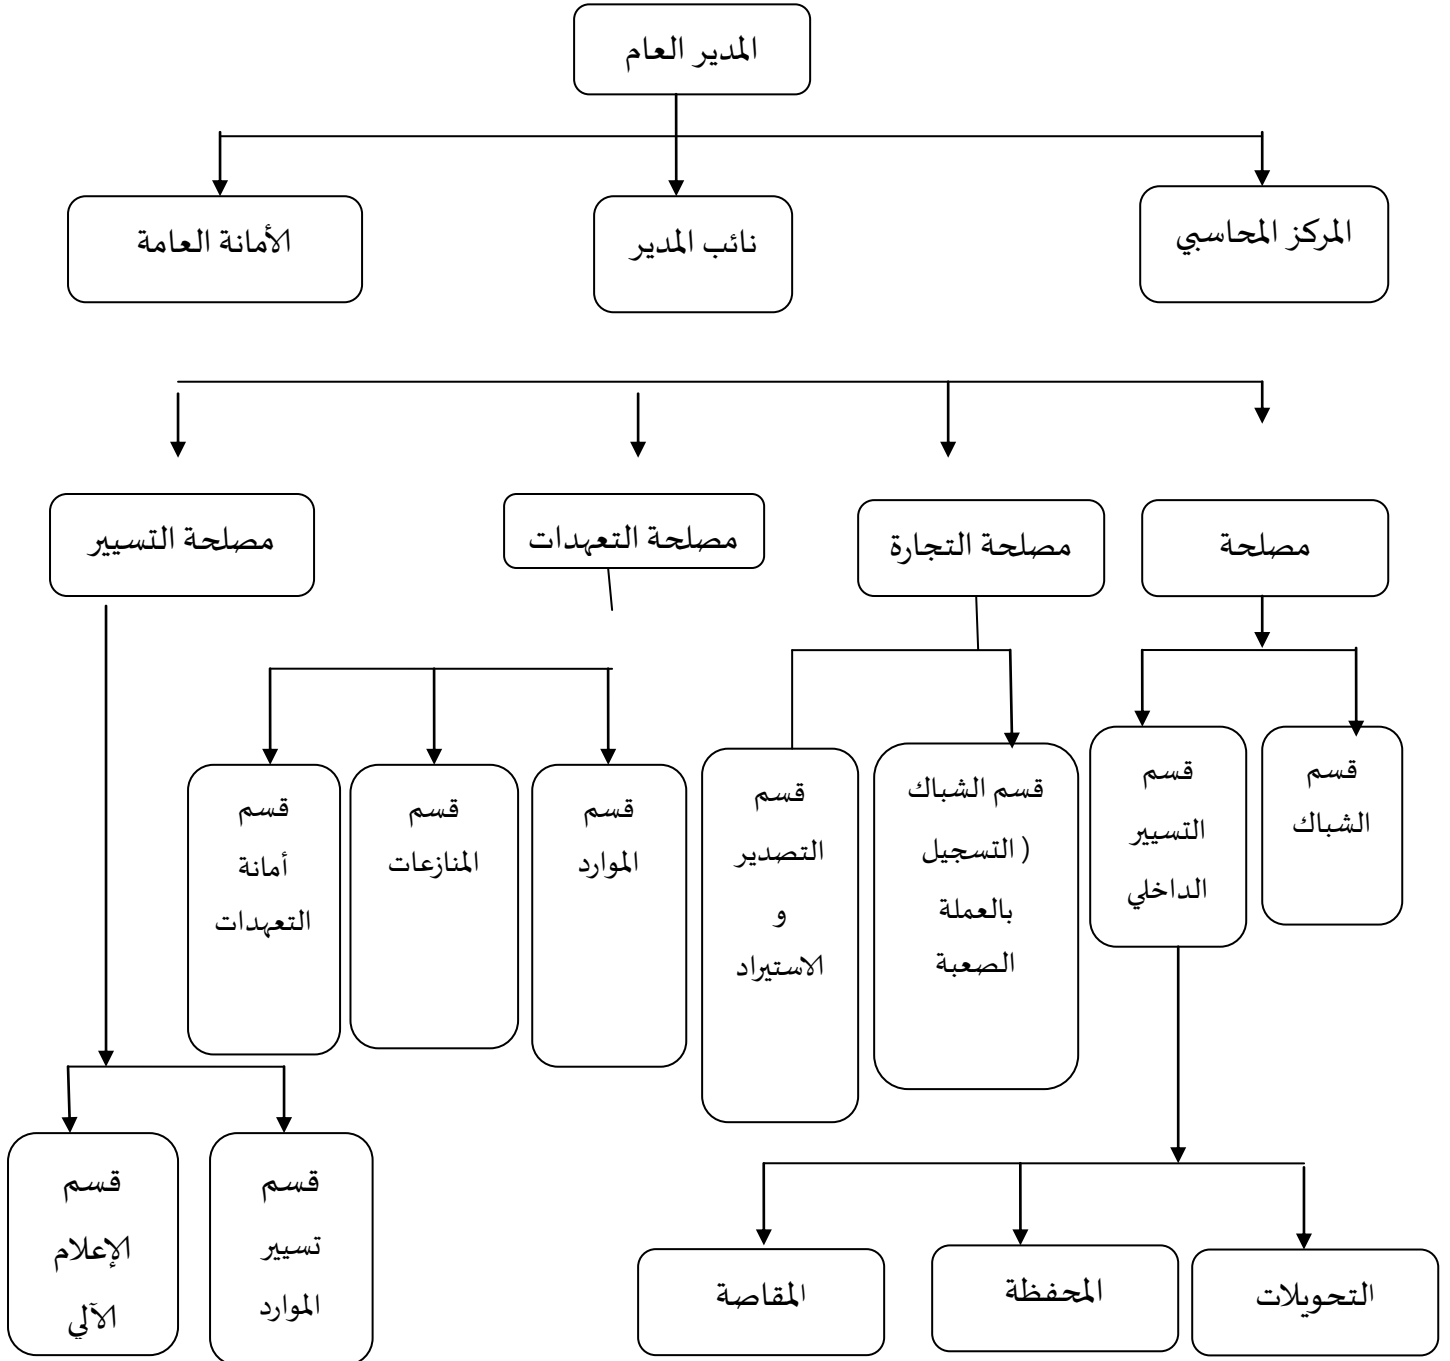 المدير العام
المركز المحاسبي
نائب المدير
الأمانة العامة
مصلحة
مصلحة التجارة
مصلحة التعهدات
مصلحة التسيير
قسم
الشباك
قسم
التسيير
الداخلي
قسم الشباك
( التسجيل
بالعملة
الصعبة
قسم
التصدير
و
الاستيراد
قسم
الموارد
قسم
المنازعات
قسم
أمانة
التعهدات
التحويلات
المحفظة
المقاصة
قسم
تسيير
الموارد
قسم
الإعلام
الآلي